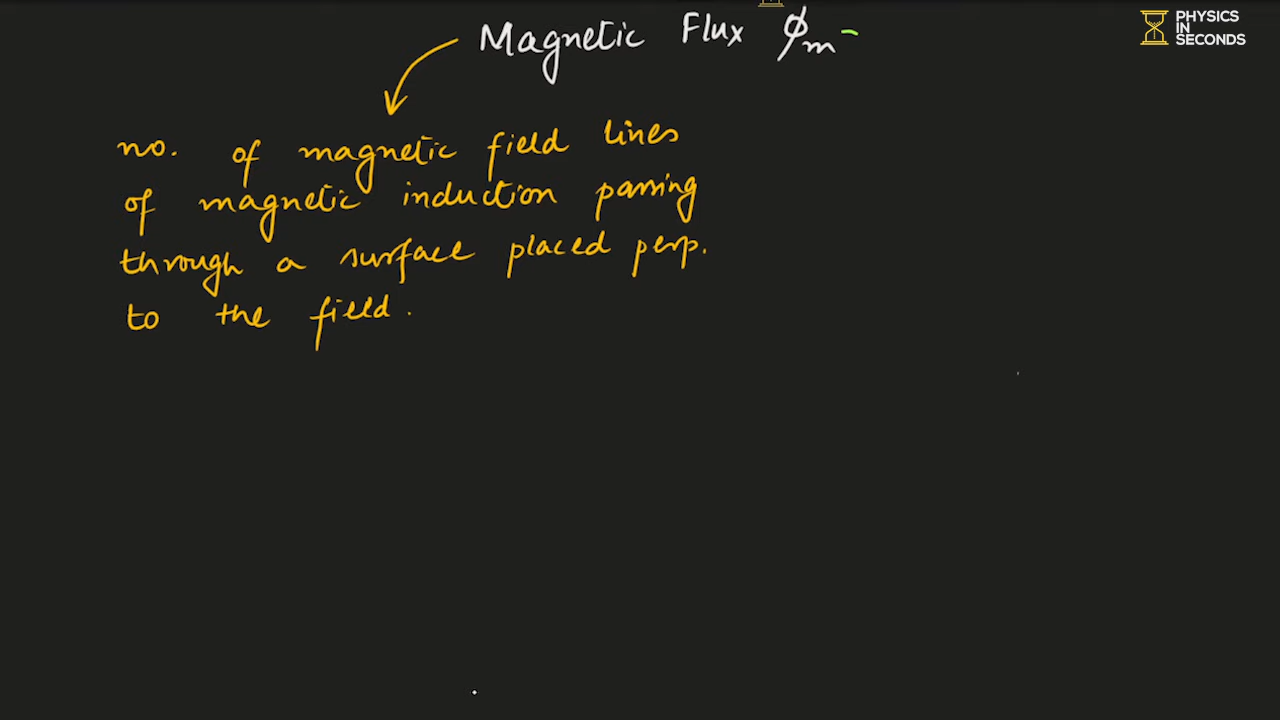 Magnetic Flux ϕm -
PHYSICS
IN
SECONDS
no. of magnetic field lines
of magnetic induction passing
through a surface placed perp.
to the field.